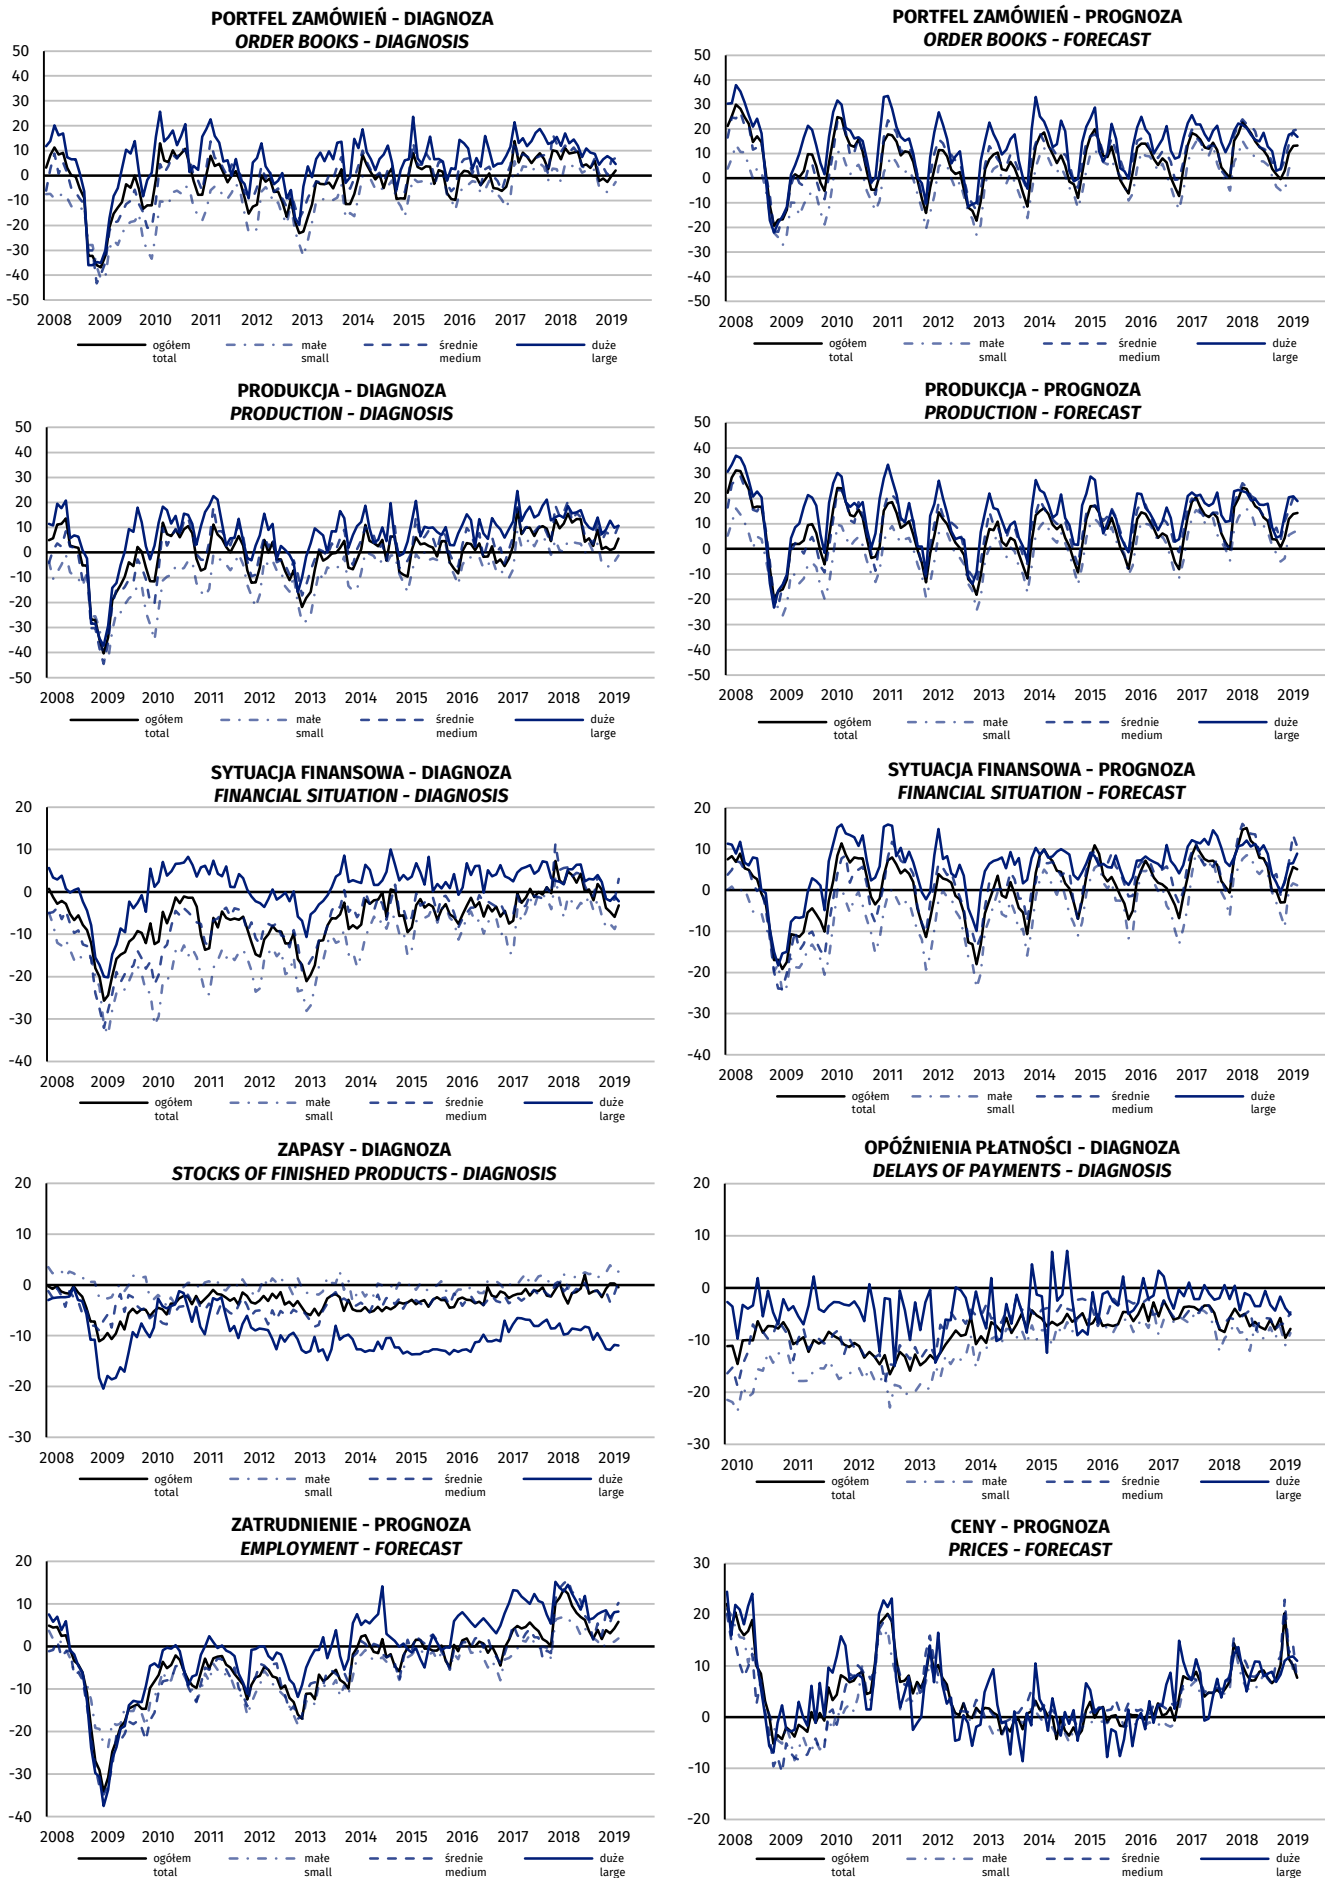 PORTFEL ZAMÓWIEŃ - DIAGNOZA
ORDER BOOKS - DIAGNOSIS
50
40
30
20
10
0
-10
-20
-30
-40
-50
2008 2009 2010 2011 2012 2013 2014 2015 2016 2017 2018 2019
ogółem małe średnie duże
total small medium large
PORTFEL ZAMÓWIEŃ - PROGNOZA
ORDER BOOKS - FORECAST
50
40
30
20
10
0
-10
-20
-30
-40
-50
2008 2009 2010 2011 2012 2013 2014 2015 2016 2017 2018 2019
ogółem małe średnie duże
total small medium large
PRODUKCJA - DIAGNOZA
PRODUCTION - DIAGNOSIS
50
40
30
20
10
0
-10
-20
-30
-40
-50
2008 2009 2010 2011 2012 2013 2014 2015 2016 2017 2018 2019
ogółem małe średnie duże
total small medium large
PRODUKCJA - PROGNOZA
PRODUCTION - FORECAST
50
40
30
20
10
0
-10
-20
-30
-40
-50
2008 2009 2010 2011 2012 2013 2014 2015 2016 2017 2018 2019
ogółem małe średnie duże
total small medium large
SYTUACJA FINANSOWA - DIAGNOZA
FINANCIAL SITUATION - DIAGNOSIS
20
10
0
-10
-20
-30
-40
2008 2009 2010 2011 2012 2013 2014 2015 2016 2017 2018 2019
ogółem małe średnie duże
total small medium large
SYTUACJA FINANSOWA - PROGNOZA
FINANCIAL SITUATION - FORECAST
20
10
0
-10
-20
-30
-40
2008 2009 2010 2011 2012 2013 2014 2015 2016 2017 2018 2019
ogółem małe średnie duże
total small medium large
ZAPASY - DIAGNOZA
STOCKS OF FINISHED PRODUCTS - DIAGNOSIS
20
10
0
-10
-20
-30
2008 2009 2010 2011 2012 2013 2014 2015 2016 2017 2018 2019
ogółem małe średnie duże
total small medium large
OPÓŹNIENIA PŁATNOŚCI - DIAGNOZA
DELAYS OF PAYMENTS - DIAGNOSIS
20
10
0
-10
-20
-30
2010 2011 2012 2013 2014 2015 2016 2017 2018 2019
ogółem małe średnie duże
total small medium large
ZATRUDNIENIE - PROGNOZA
EMPLOYMENT - FORECAST
20
10
0
-10
-20
-30
-40
2008 2009 2010 2011 2012 2013 2014 2015 2016 2017 2018 2019
ogółem małe średnie duże
total small medium large
CENY - PROGNOZA
PRICES - FORECAST
30
20
10
0
-10
-20
2008 2009 2010 2011 2012 2013 2014 2015 2016 2017 2018 2019
ogółem małe średnie duże
total small medium large